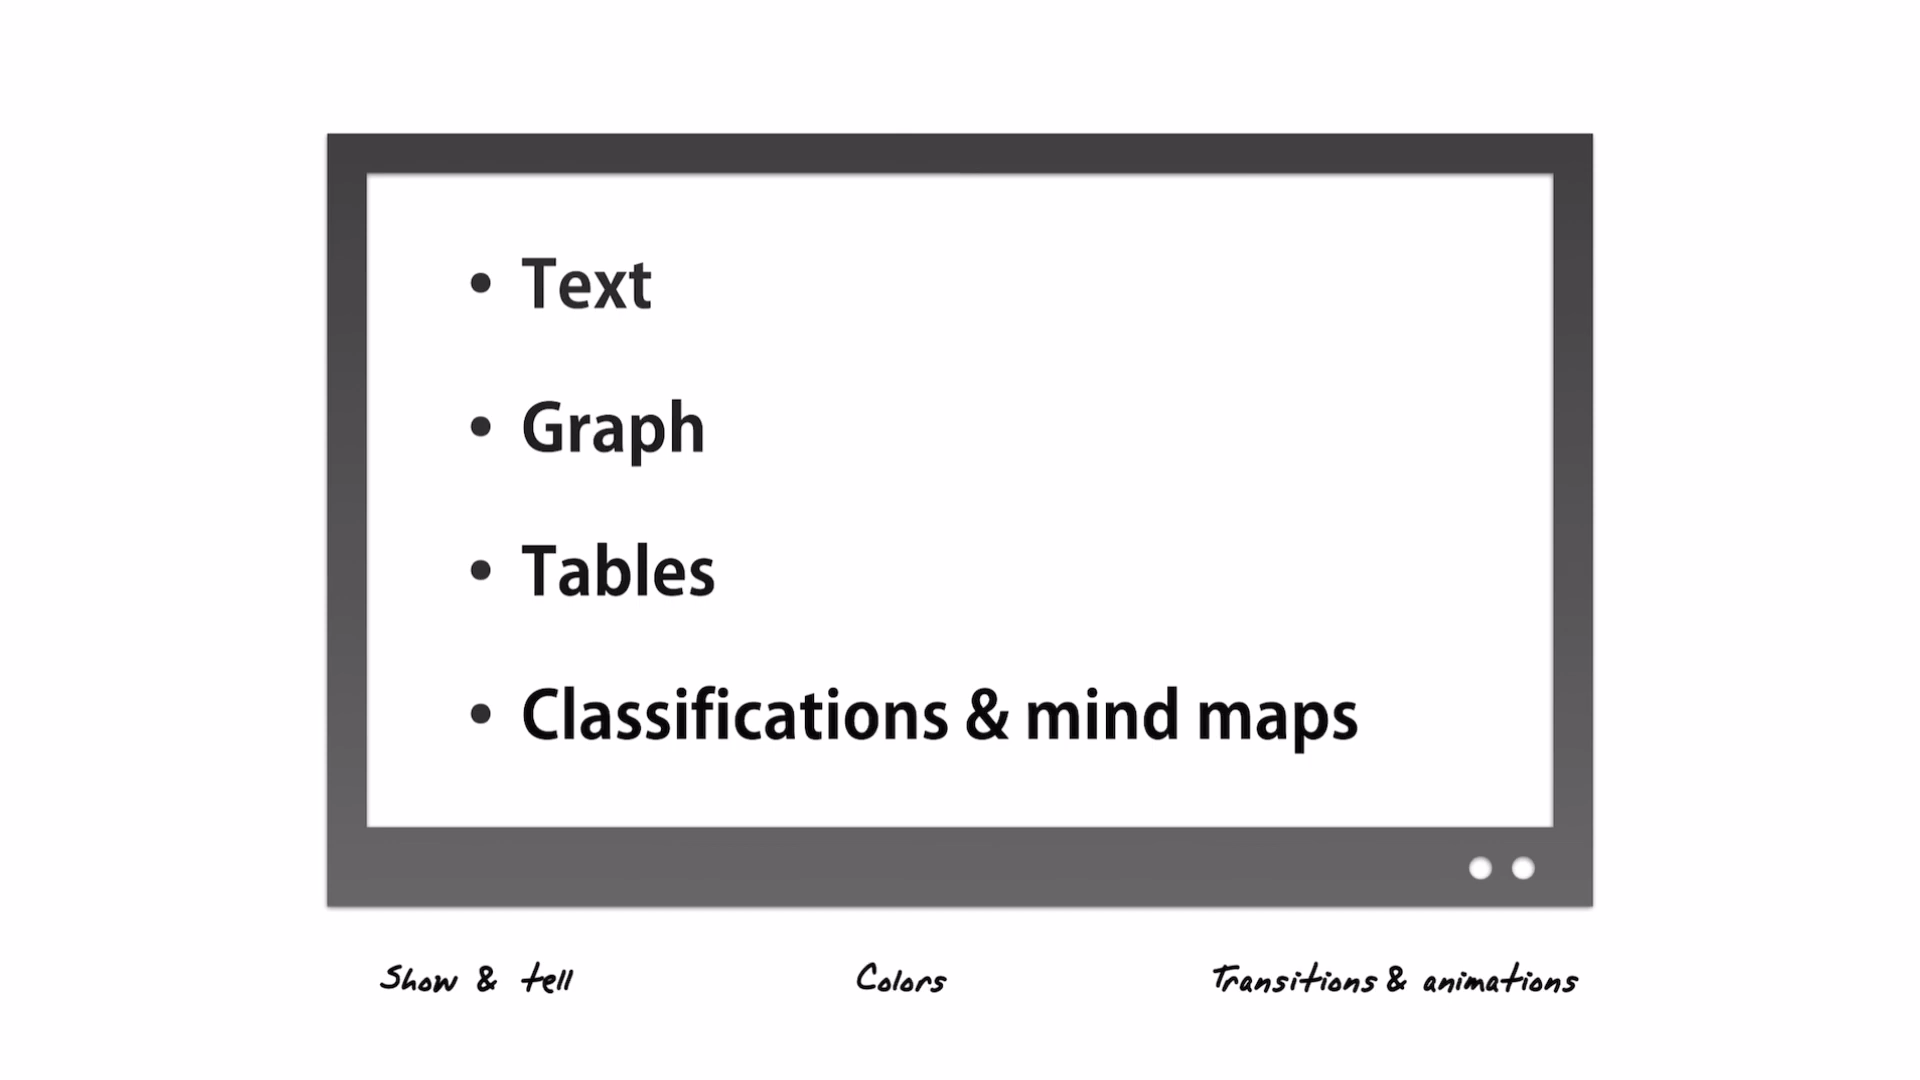 • Text
• Graph
• Tables
• Classifications & mind maps
Show & tell
Colors
Transitions & animations